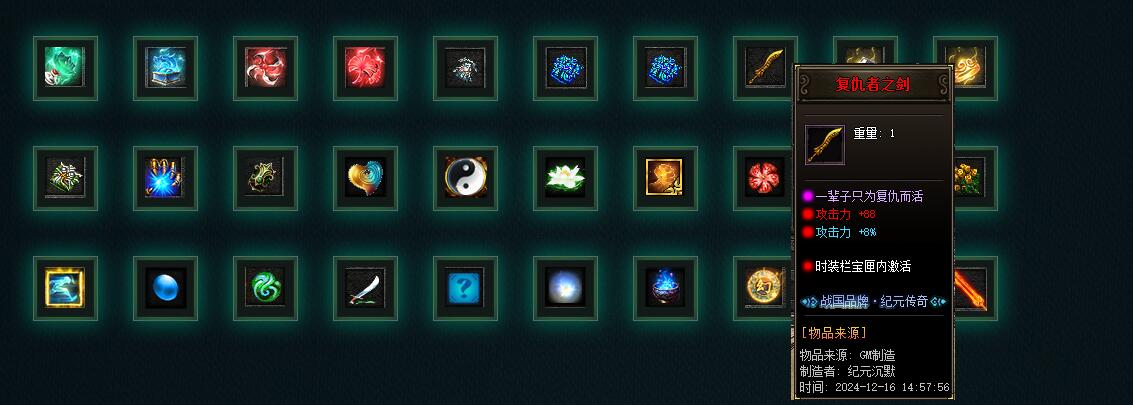 复仇者之剑
重量: 1
一辈子只为复仇而活
攻击力 +88
攻击力 +8%
时装栏宝匣内激活
战国品牌·纪元传奇
[物品来源]
物品来源: GM制造
制造者: 纪元沉默
时间: 2024-12-16 14:57:56
?
幻